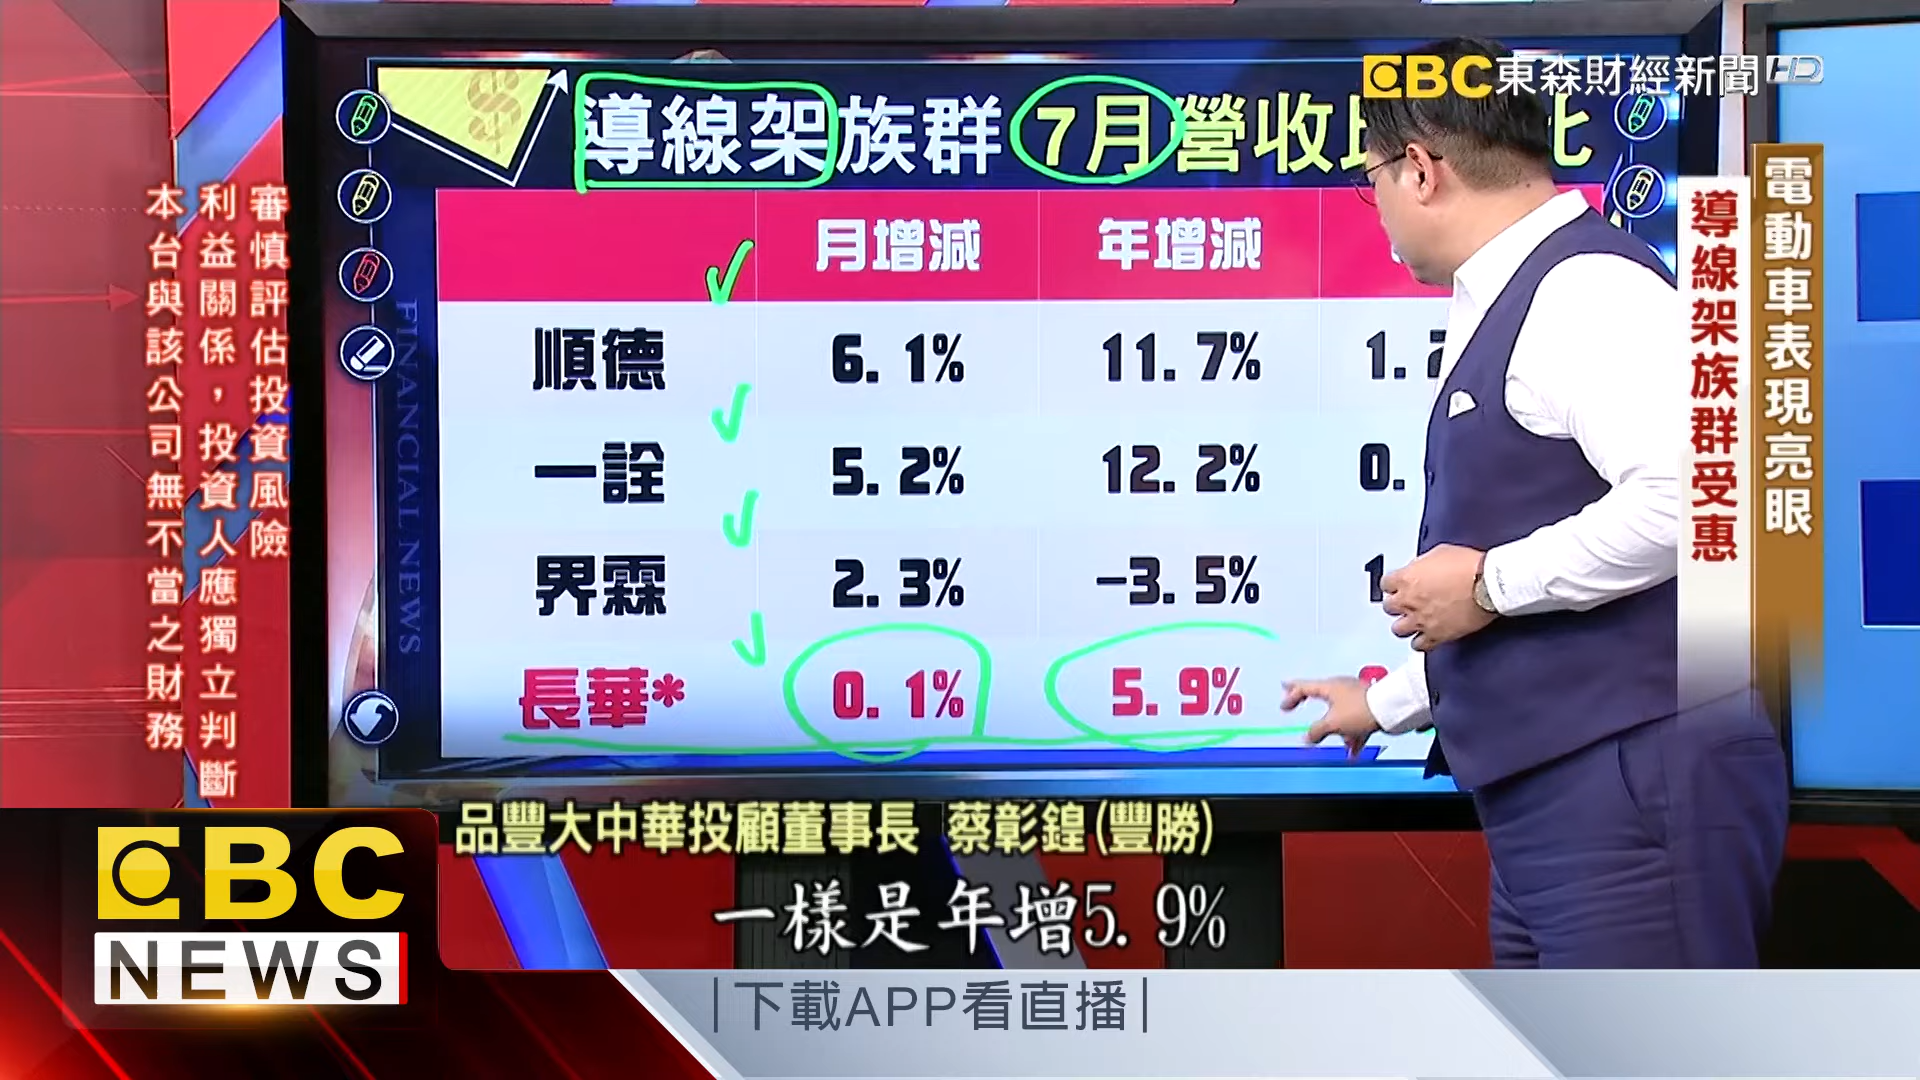 EBC東森財經新聞HD
導線架族群 7月營收
月增減 年增減
順德 6.1% 11.7% 1.2
一詮 5.2% 12.2% 0.
界霖 2.3% -3.5% 1
長華* 0.1% 5.9%
FINANCIAL NEWS
審慎評估投資風險
利益關係，投資人應獨立判斷
本台與該公司無不當之財務
電動車表現亮眼
導線架族群受惠
品豐大中華投顧董事長 蔡彰鍠(豐勝)
一樣是年增5.9%
EBC
NEWS
|下載APP看直播|